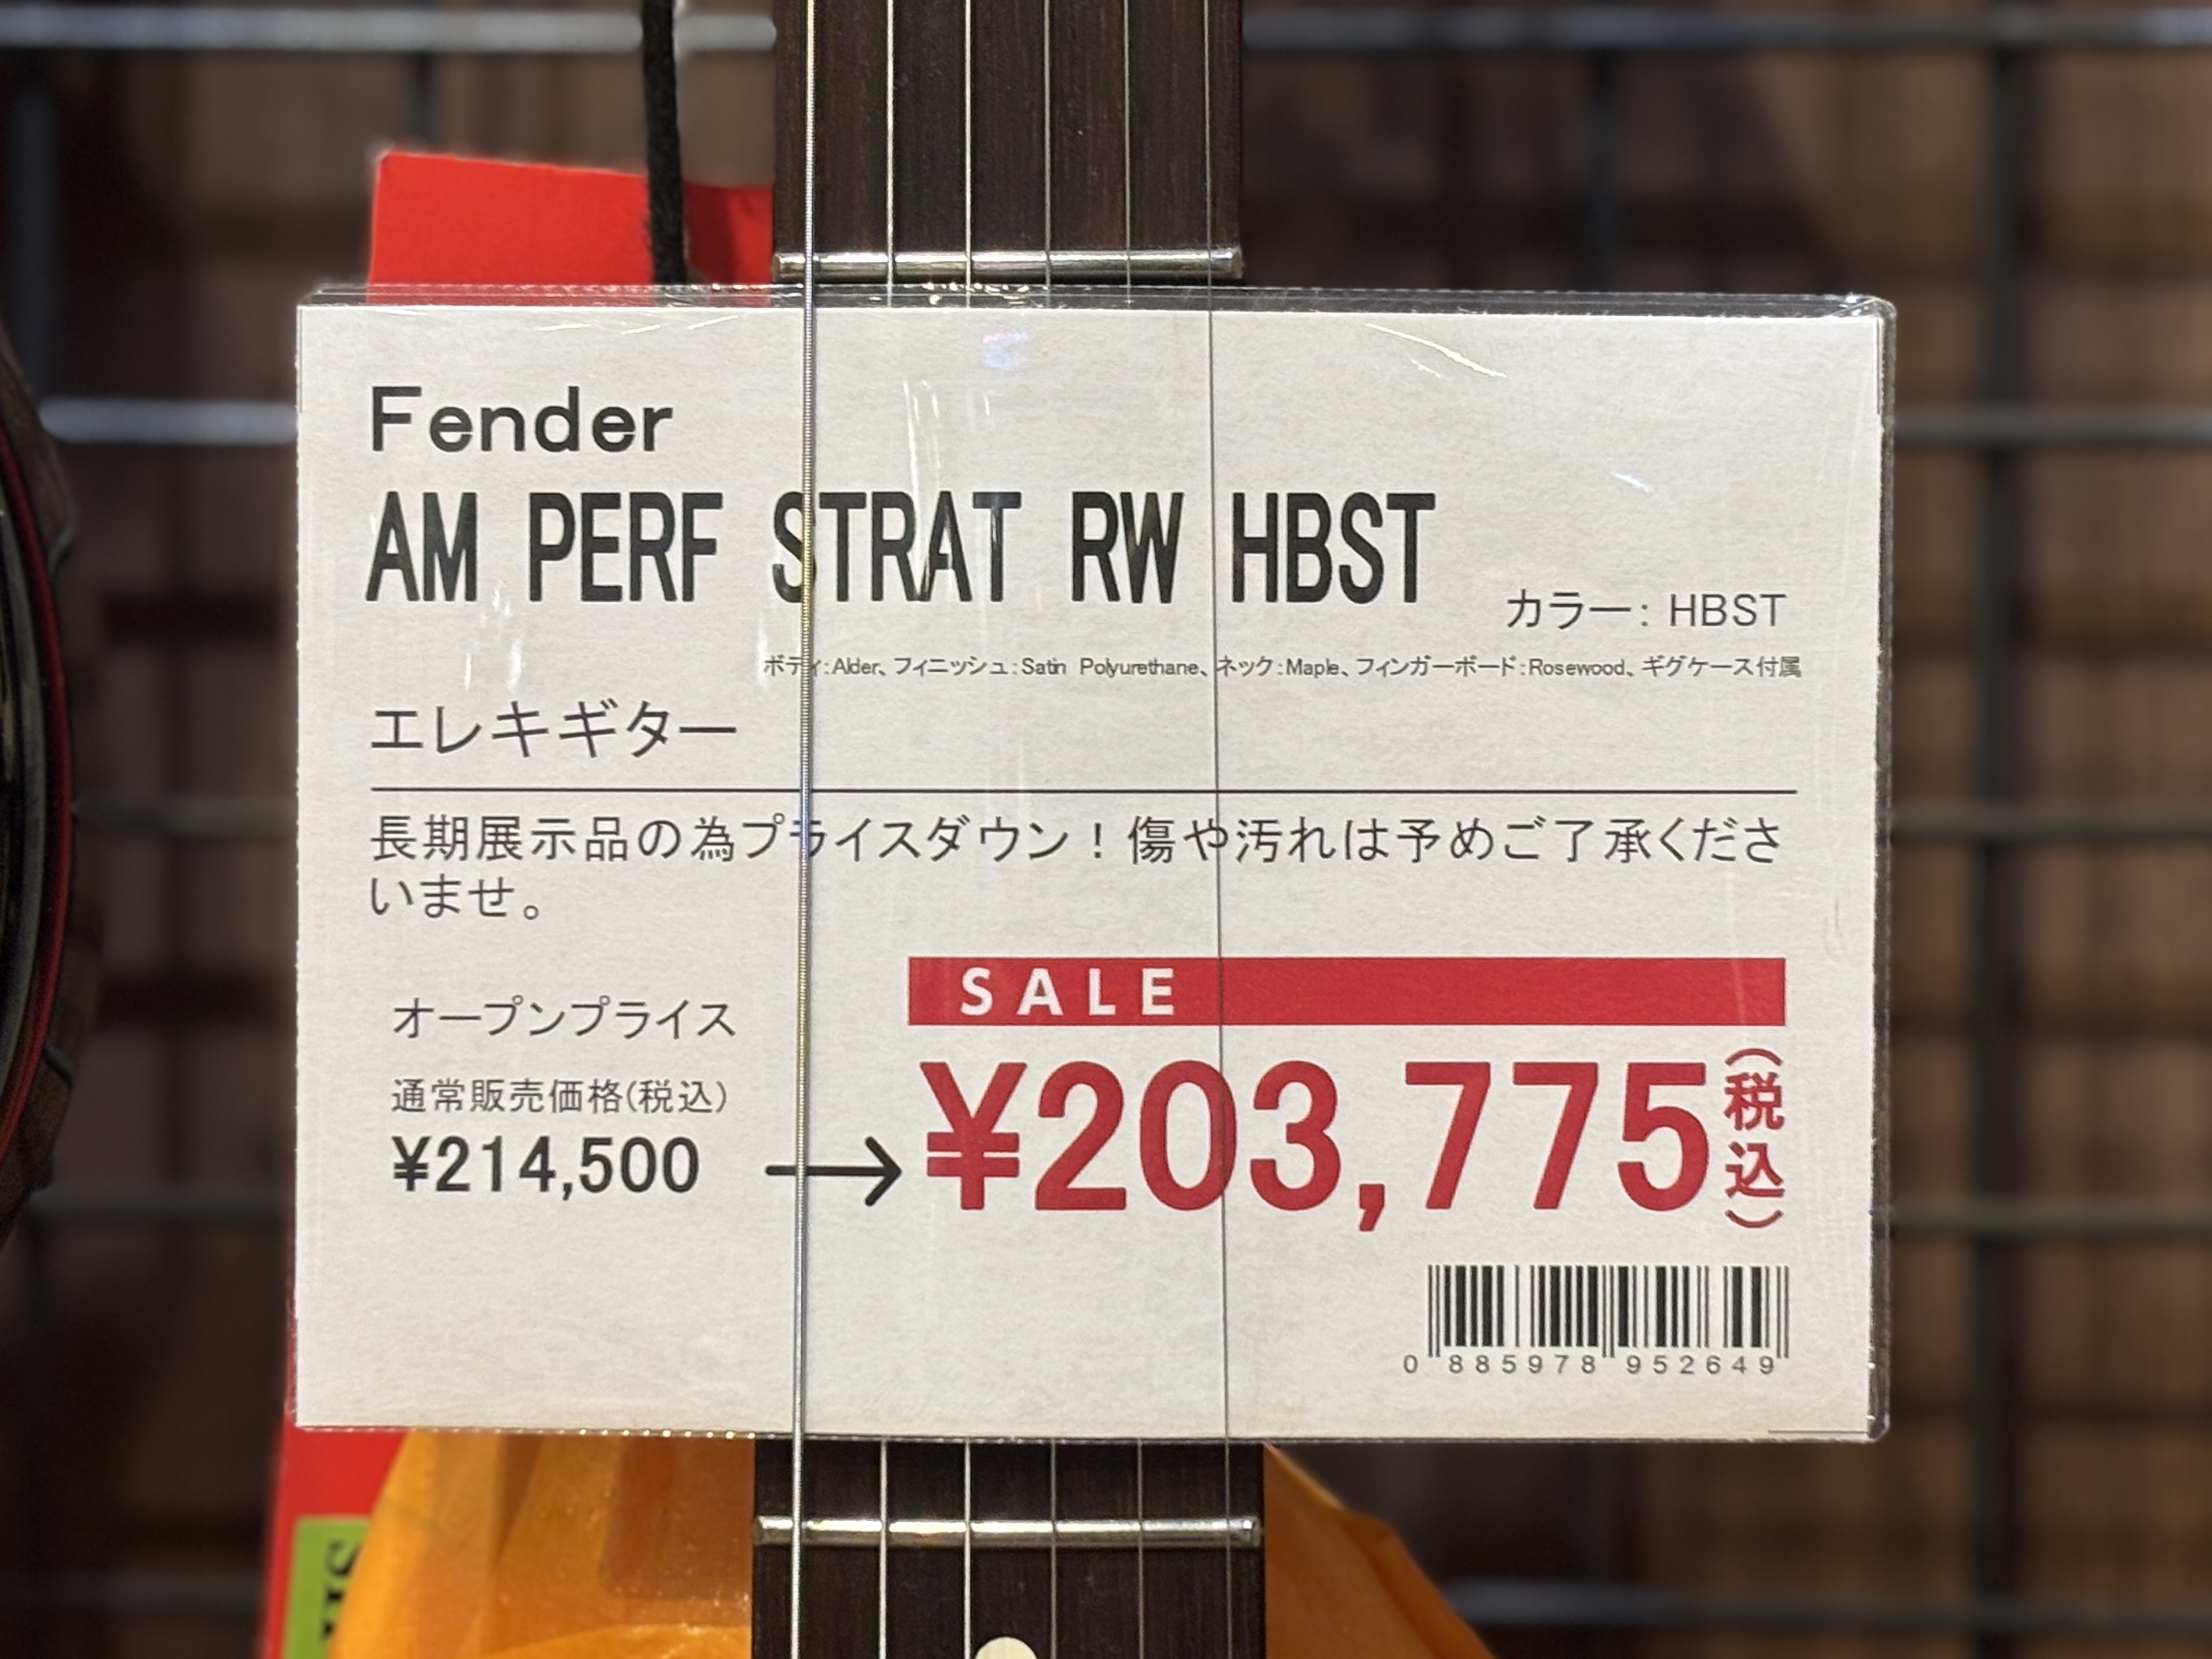 Fender
AM PERF STRAT RW HBST
カラー: HBST
ボディ:Alder、フィニッシュ:Satin Polyurethane、ネック:Maple、フィンガーボード:Rosewood、ギグケース付属
エレキギター
長期展示品の為プライスダウン!傷や汚れは予めご了承くださ
いませ。
SALE
オープンプライス
通常販売価格(税込)
¥214,500
→
¥203,775
(税込)
0 885978 952649